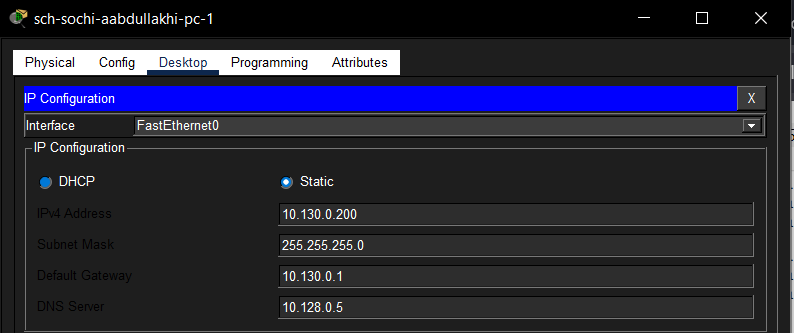 sch-sochi-aabdullakhi-pc-1
Physical Config Desktop Programming Attributes
IP Configuration X
Interface FastEthernet0
IP Configuration
DHCP Static
IPv4 Address 10.130.0.200
Subnet Mask 255.255.255.0
Default Gateway 10.130.0.1
DNS Server 10.128.0.5